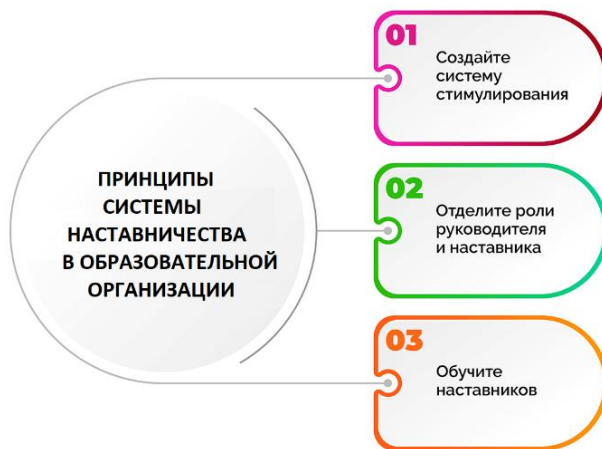 ПРИНЦИПЫ
СИСТЕМЫ
НАСТАВНИЧЕСТВА
В ОБРАЗОВАТЕЛЬНОЙ
ОРГАНИЗАЦИИ
01
Создайте
систему
стимулирования
02
Отделите роли
руководителя
и наставника
03
Обучите
наставников